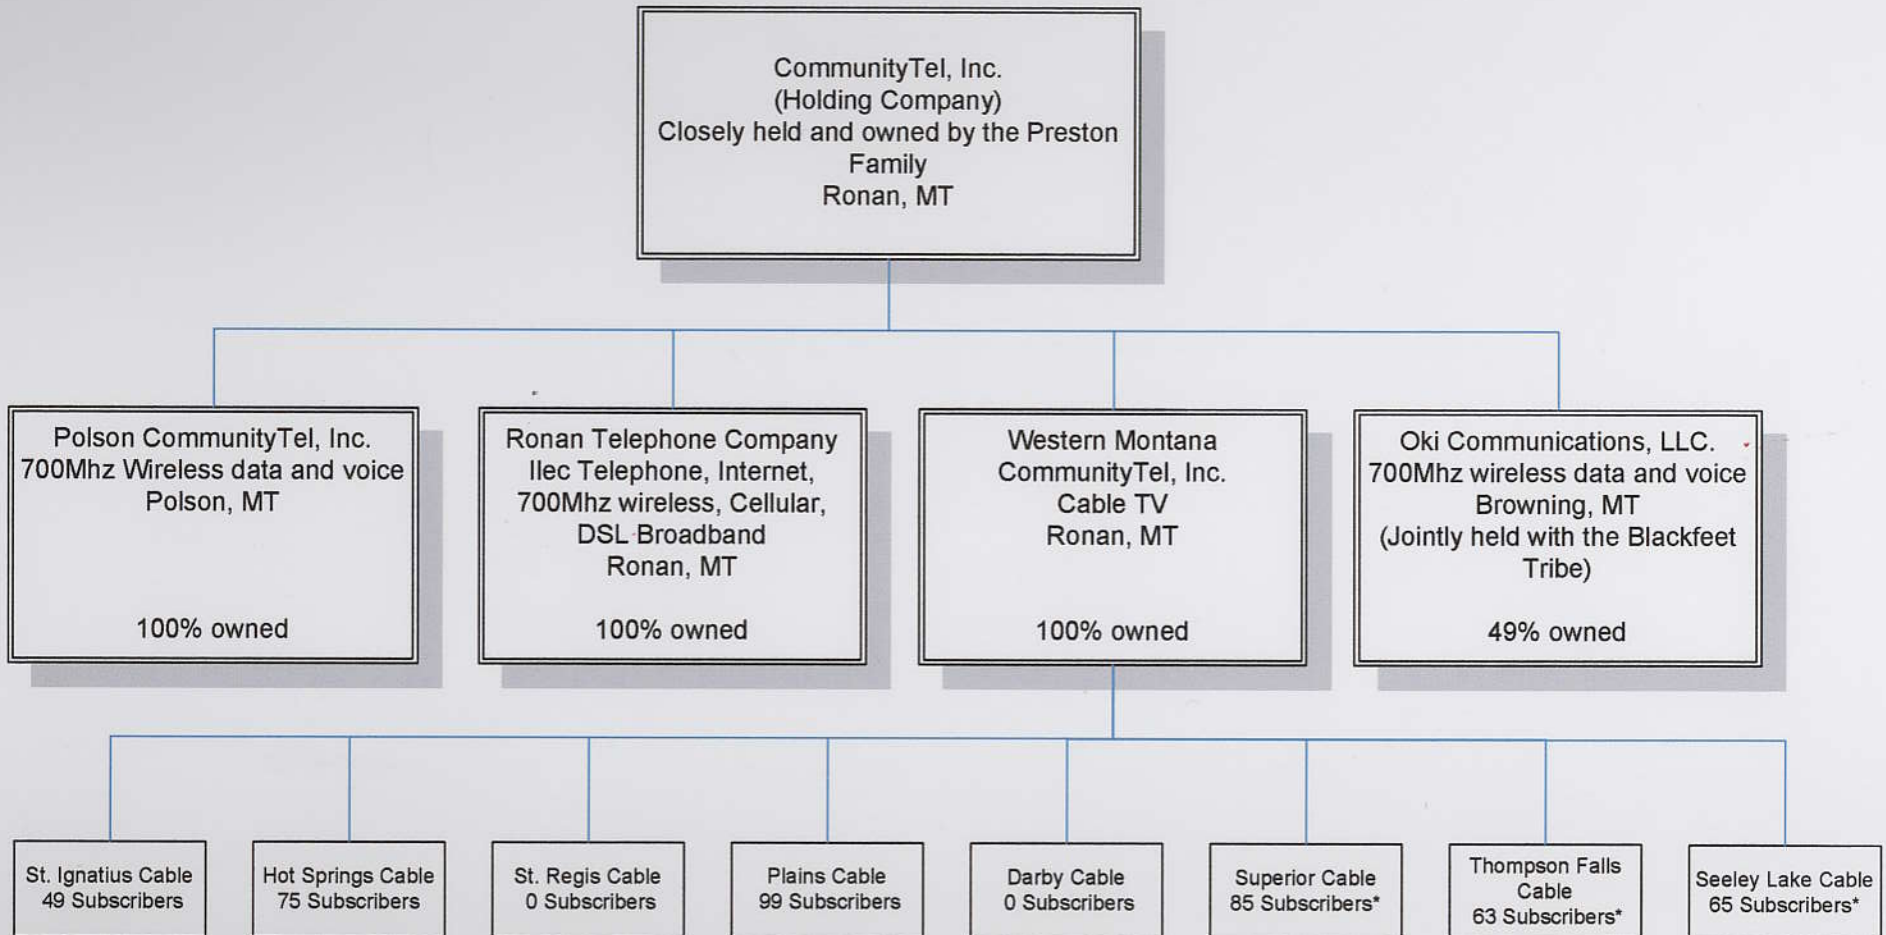 CommunityTel, Inc.
(Holding Company)
Closely held and owned by the Preston
Family
Ronan, MT
Polson CommunityTel, Inc.
700Mhz Wireless data and voice
Polson, MT
100% owned
Ronan Telephone Company
Ilec Telephone, Internet,
700Mhz wireless, Cellular,
DSL Broadband
Ronan, MT
100% owned
Western Montana
CommunityTel, Inc.
Cable TV
Ronan, MT
100% owned
Oki Communications, LLC.
700Mhz wireless data and voice
Browning, MT
(Jointly held with the Blackfeet
Tribe)
49% owned
St. Ignatius Cable
49 Subscribers
Hot Springs Cable
75 Subscribers
St. Regis Cable
0 Subscribers
Plains Cable
99 Subscribers
Darby Cable
0 Subscribers
Superior Cable
85 Subscribers*
Thompson Falls
Cable
63 Subscribers*
Seeley Lake Cable
65 Subscribers*